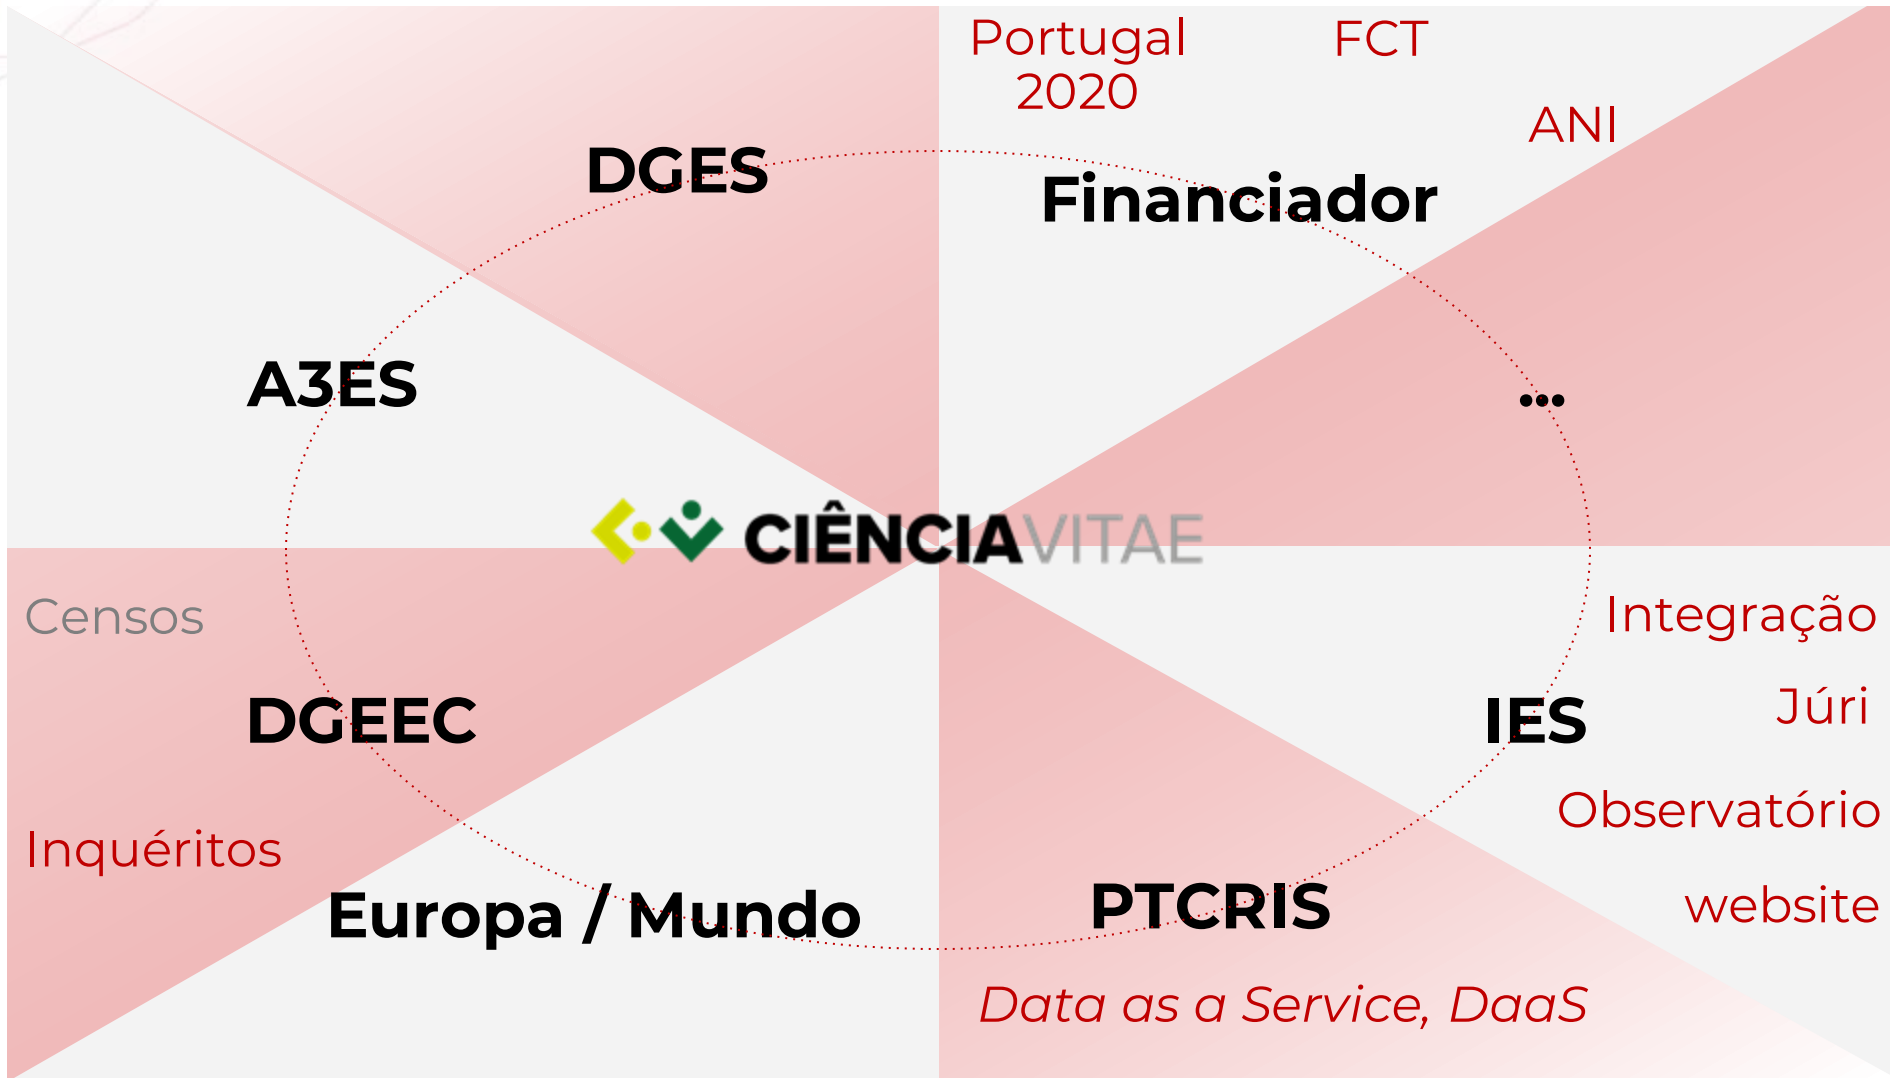 Portugal
2020
FCT
ANI
DGES
Financiador
A3ES
...
CIÊNCIAVITAE
Censos
Integração
DGEEC
IES
Júri
Observatório
Inquéritos
Europa / Mundo
PTCRIS
website
Data as a Service, DaaS